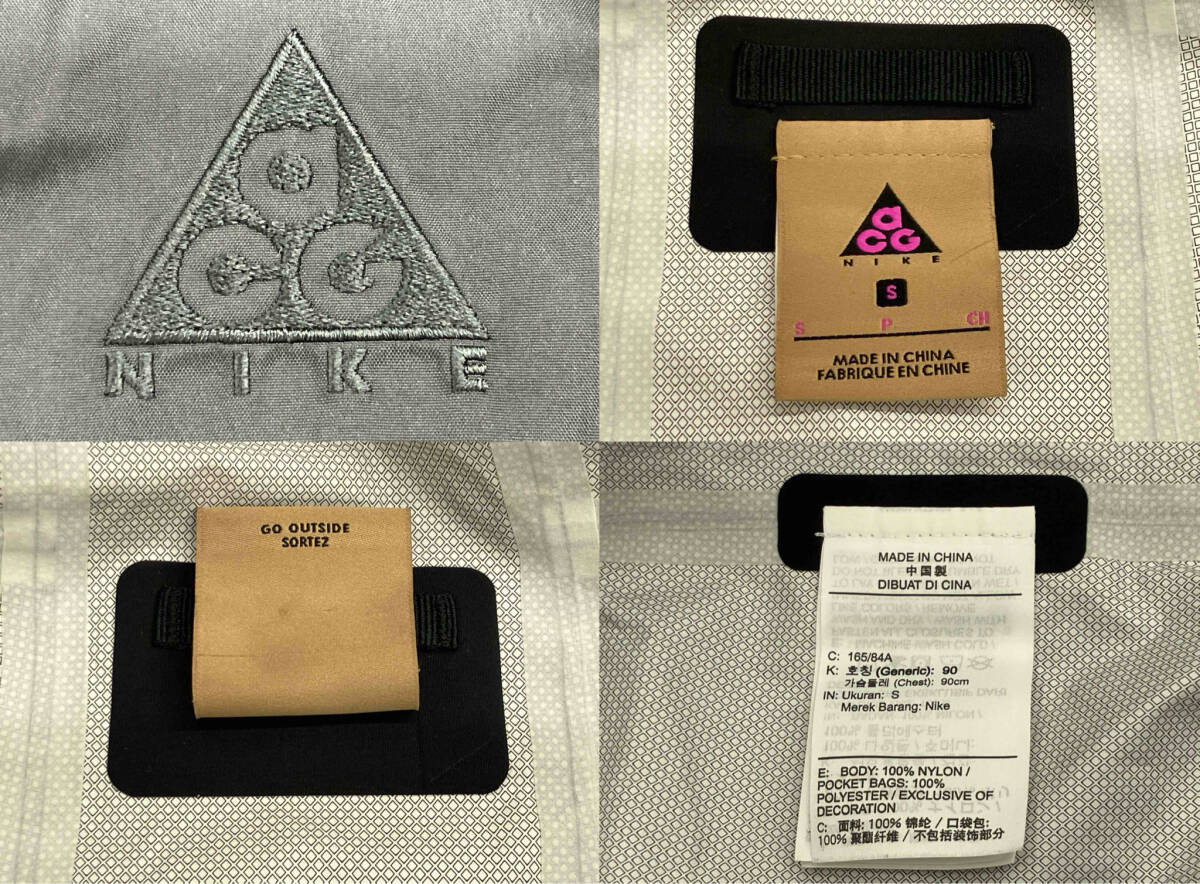 aCG
NIKE
aCG
NIKE
S
S P CH
MADE IN CHINA
FABRIQUE EN CHINE
GO OUTSIDE
SORTEZ
MADE IN CHINA
中国製
DIBUAT DI CINA
C: 165/84A
K: 호칭 (Generic): 90
가슴둘레 (Chest): 90cm
IN: Ukuran: S
Merek Barang: Nike
E: BODY: 100% NYLON /
POCKET BAGS: 100%
POLYESTER / EXCLUSIVE OF
DECORATION
C: 面料: 100% 锦纶 / 口袋包:
100% 聚酯纤维 / 不包括装饰部分